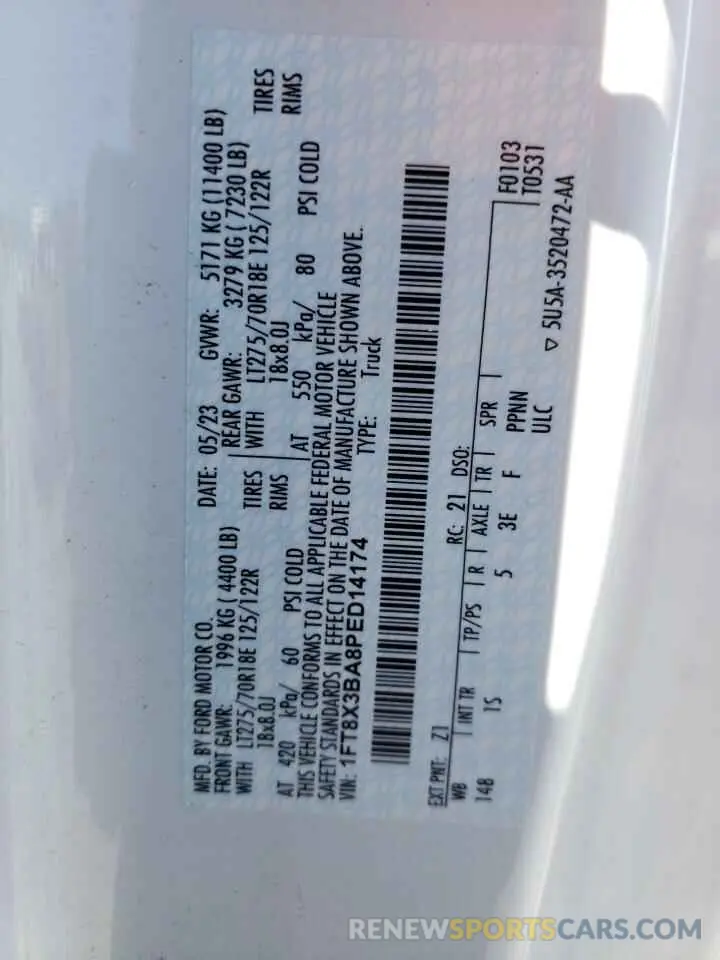 MFD. BY FORD MOTOR CO.
DATE: 05/23 GVWR: 5171 KG (11400 LB)
FRONT GAWR: 1996 KG ( 4400 LB)
REAR GAWR: 3279 KG ( 7230 LB)
WITH LT275/70R18E 125/122R TIRES
WITH LT275/70R18E 125/122R TIRES
18x8.0J RIMS
18x8.0J RIMS
AT 420 kPa/ 60 PSI COLD
AT 550 kPa/ 80 PSI COLD
THIS VEHICLE CONFORMS TO ALL APPLICABLE FEDERAL MOTOR VEHICLE
SAFETY STANDARDS IN EFFECT ON THE DATE OF MANUFACTURE SHOWN ABOVE.
VIN: 1FT8X3BA8PED14174 TYPE: Truck
EXT PNT: Z1 RC: 21 DSO:
WB INT TR TP/PS R AXLE TR SPR F0103
148 1S 5 3E F PPNN T0531
ULC
5U5A-3520472-AA
RENEWSPORTSCARS.COM